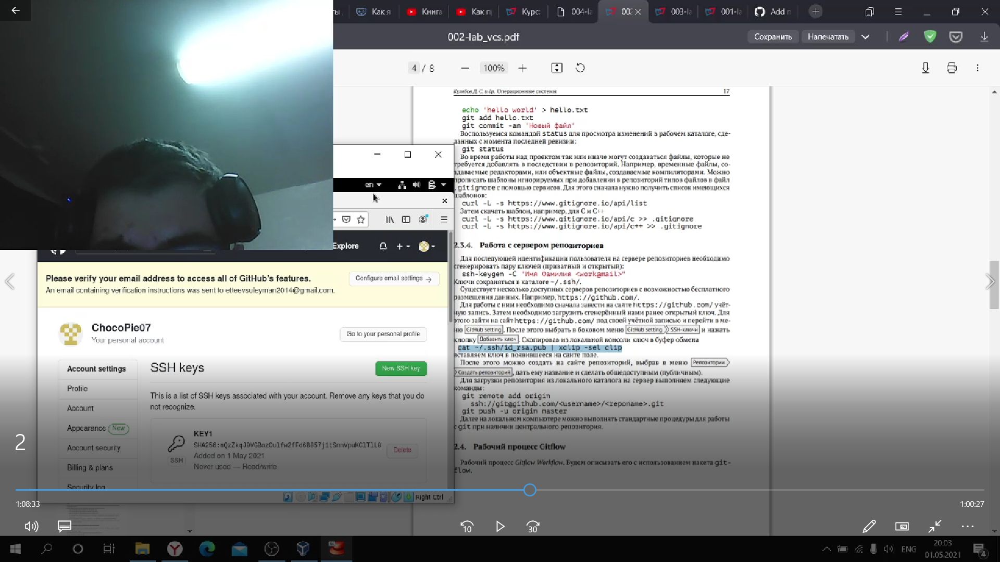 ты
Как я
Книга
Как п
Курс:
004-la
002
003-la
001-la
Add n
002-lab_vcs.pdf
Сохранить
Напечатать
4 / 8
100%
Кулябов Д. С. и др. Операционные системы
17
echo 'hello world' > hello.txt
git add hello.txt
git commit -am 'Новый файл'
Воспользуемся командой status для просмотра изменений в рабочем каталоге, сде-
ланных с момента последней ревизии:
git status
Во время работы над проектом так или иначе могут создаваться файлы, которые не
требуется добавлять в последствии в репозиторий. Например, временные файлы, со-
здаваемые редакторами, или объектные файлы, создаваемые компиляторами. Можно
прописать шаблоны игнорируемых при добавлении в репозиторий типов файлов в файл
.gitignore с помощью сервисов. Для этого сначала нужно получить список имеющихся
шаблонов:
curl -L -s https://www.gitignore.io/api/list
Затем скачать шаблон, например, для C и C++
curl -L -s https://www.gitignore.io/api/c >> .gitignore
curl -L -s https://www.gitignore.io/api/c++ >> .gitignore
2.3.4. Работа с сервером репозиториев
Для последующей идентификации пользователя на сервере репозиториев необходимо
сгенерировать пару ключей (приватный и открытый):
ssh-keygen -C "Имя Фамилия <work@mail>"
Ключи сохраняться в каталоге ~/.ssh/.
Существует несколько доступных серверов репозиториев с возможностью бесплатного
размещения данных. Например, https://github.com/.
Для работы с ним необходимо сначала завести на сайте https://github.com/ учёт-
ную запись. Затем необходимо загрузить сгенерённый нами ранее открытый ключ. Для
этого зайти на сайт https://github.com/ под своей учётной записью и перейти в ме-
ню GitHub setting. После этого выбрать в боковом меню GitHub setting SSH-ключи и нажать
кнопку Добавить ключ. Скопировав из локальной консоли ключ в буфер обмена
cat ~/.ssh/id_rsa.pub | xclip -sel clip
вставляем ключ в появившееся на сайте поле.
После этого можно создать на сайте репозиторий, выбрав в меню Репозитории
Создать репозиторий, дать ему название и сделать общедоступным (публичным).
Для загрузки репозитория из локального каталога на сервер выполняем следующие
команды:
git remote add origin
ssh://git@github.com/<username>/<reponame>.git
git push -u origin master
Далее на локальном компьютере можно выполнять стандартные процедуры для работы
с git при наличии центрального репозитория.
2.4. Рабочий процесс Gitflow
Рабочий процесс Gitflow Workflow. Будем описывать его с использованием пакета git-
flow.
en
Explore
Please verify your email address to access all of GitHub's features.
An email containing verification instructions was sent to etteevsuleyman2014@gmail.com.
Configure email settings
ChocoPie07
Your personal account
Go to your personal profile
Account settings
Profile
Account
Appearance New
Account security
Billing & plans
Security log
SSH keys
New SSH key
This is a list of SSH keys associated with your account. Remove any keys that you do
not recognize.
KEY1
SSH
Added on 1 May 2021
Never used — Read/write
Delete
Right Ctrl
2
1:08:33
1:00:27
10
30
ENG
20:03
01.05.2021
4